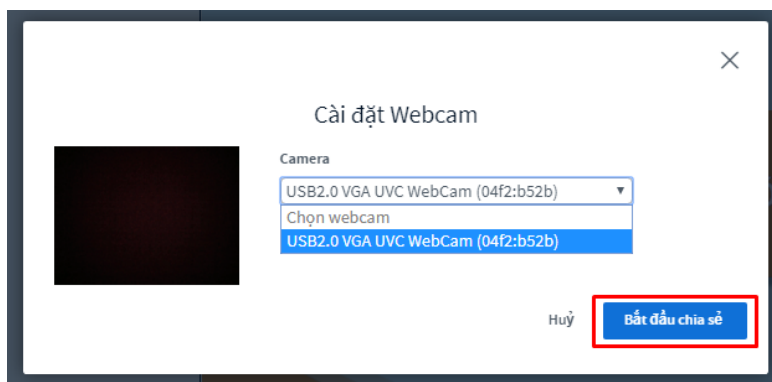 Cài đặt Webcam
Camera
USB2.0 VGA UVC WebCam (04f2:b52b)
Chọn webcam
USB2.0 VGA UVC WebCam (04f2:b52b)
Huỷ
Bắt đầu chia sẻ